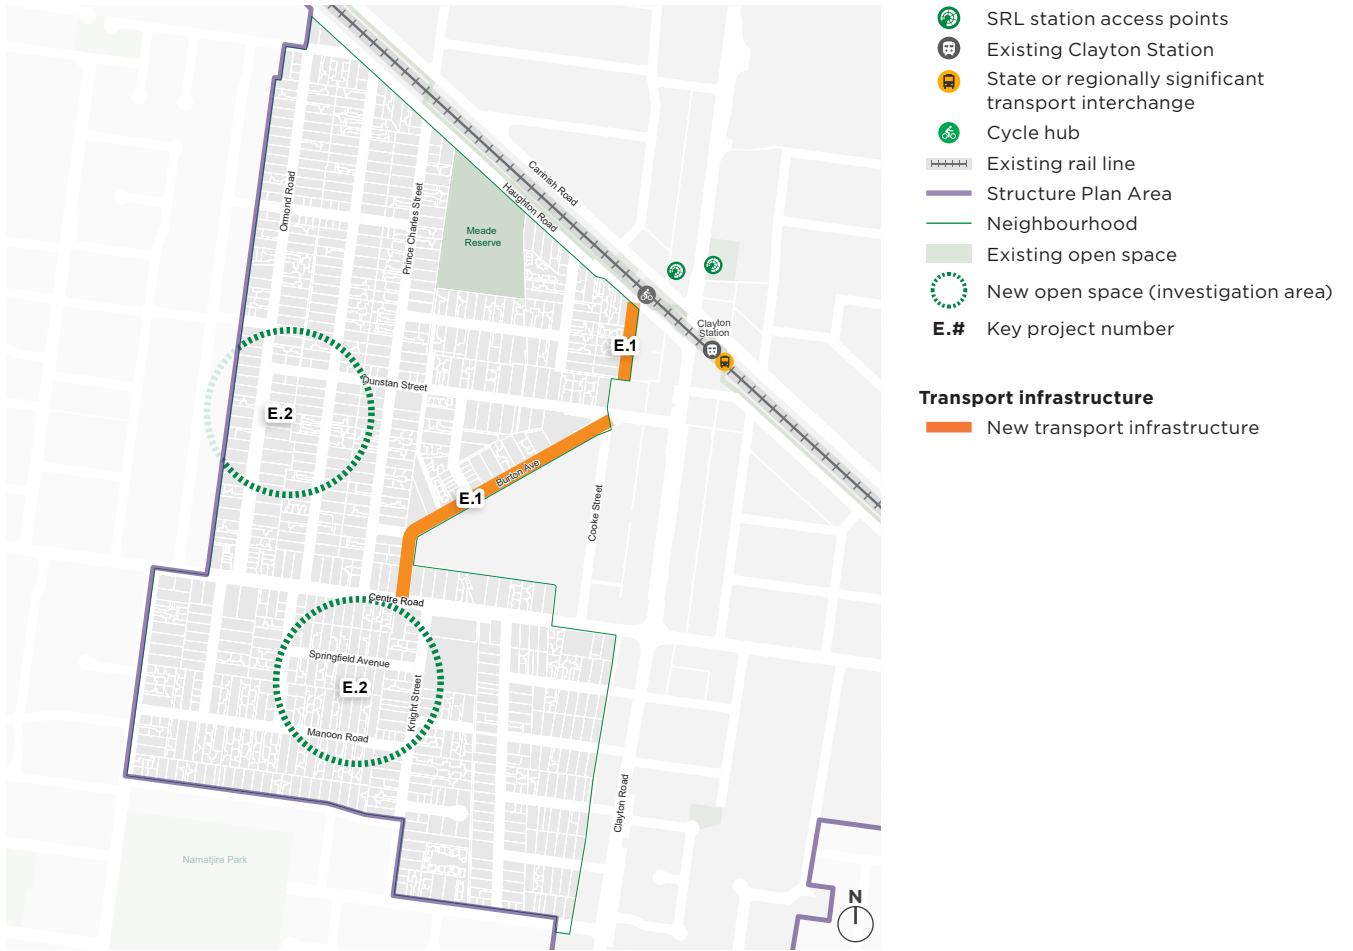 Ormond Road
Prince Charles Street
Meade
Reserve
Carinish Road
Haughton Road
Clayton
Station
E.1
Dunstan Street
E.2
Burton Ave
E.1
Cooke Street
Centre Road
Springfield Avenue
E.2
Knight Street
Manoon Road
Clayton Road
Namatjira Park
N
SRL station access points
Existing Clayton Station
State or regionally significant
transport interchange
Cycle hub
Existing rail line
Structure Plan Area
Neighbourhood
Existing open space
New open space (investigation area)
E.# Key project number
Transport infrastructure
New transport infrastructure